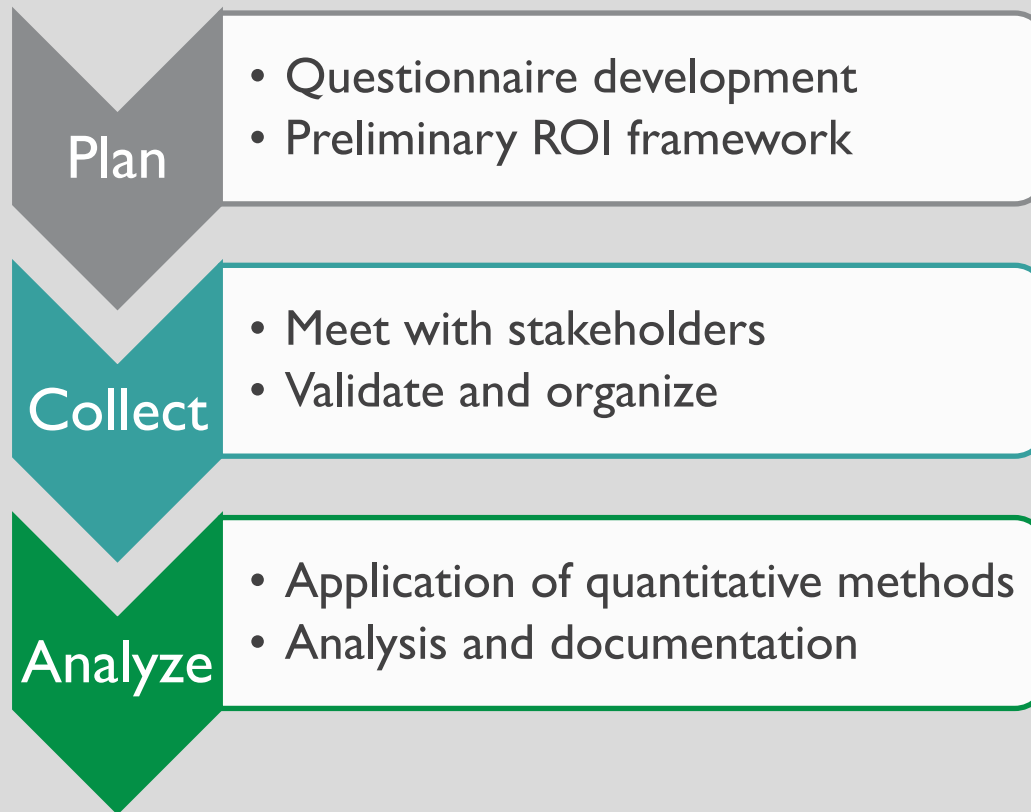 Plan
• Questionnaire development
• Preliminary ROI framework
Collect
• Meet with stakeholders
• Validate and organize
Analyze
• Application of quantitative methods
• Analysis and documentation